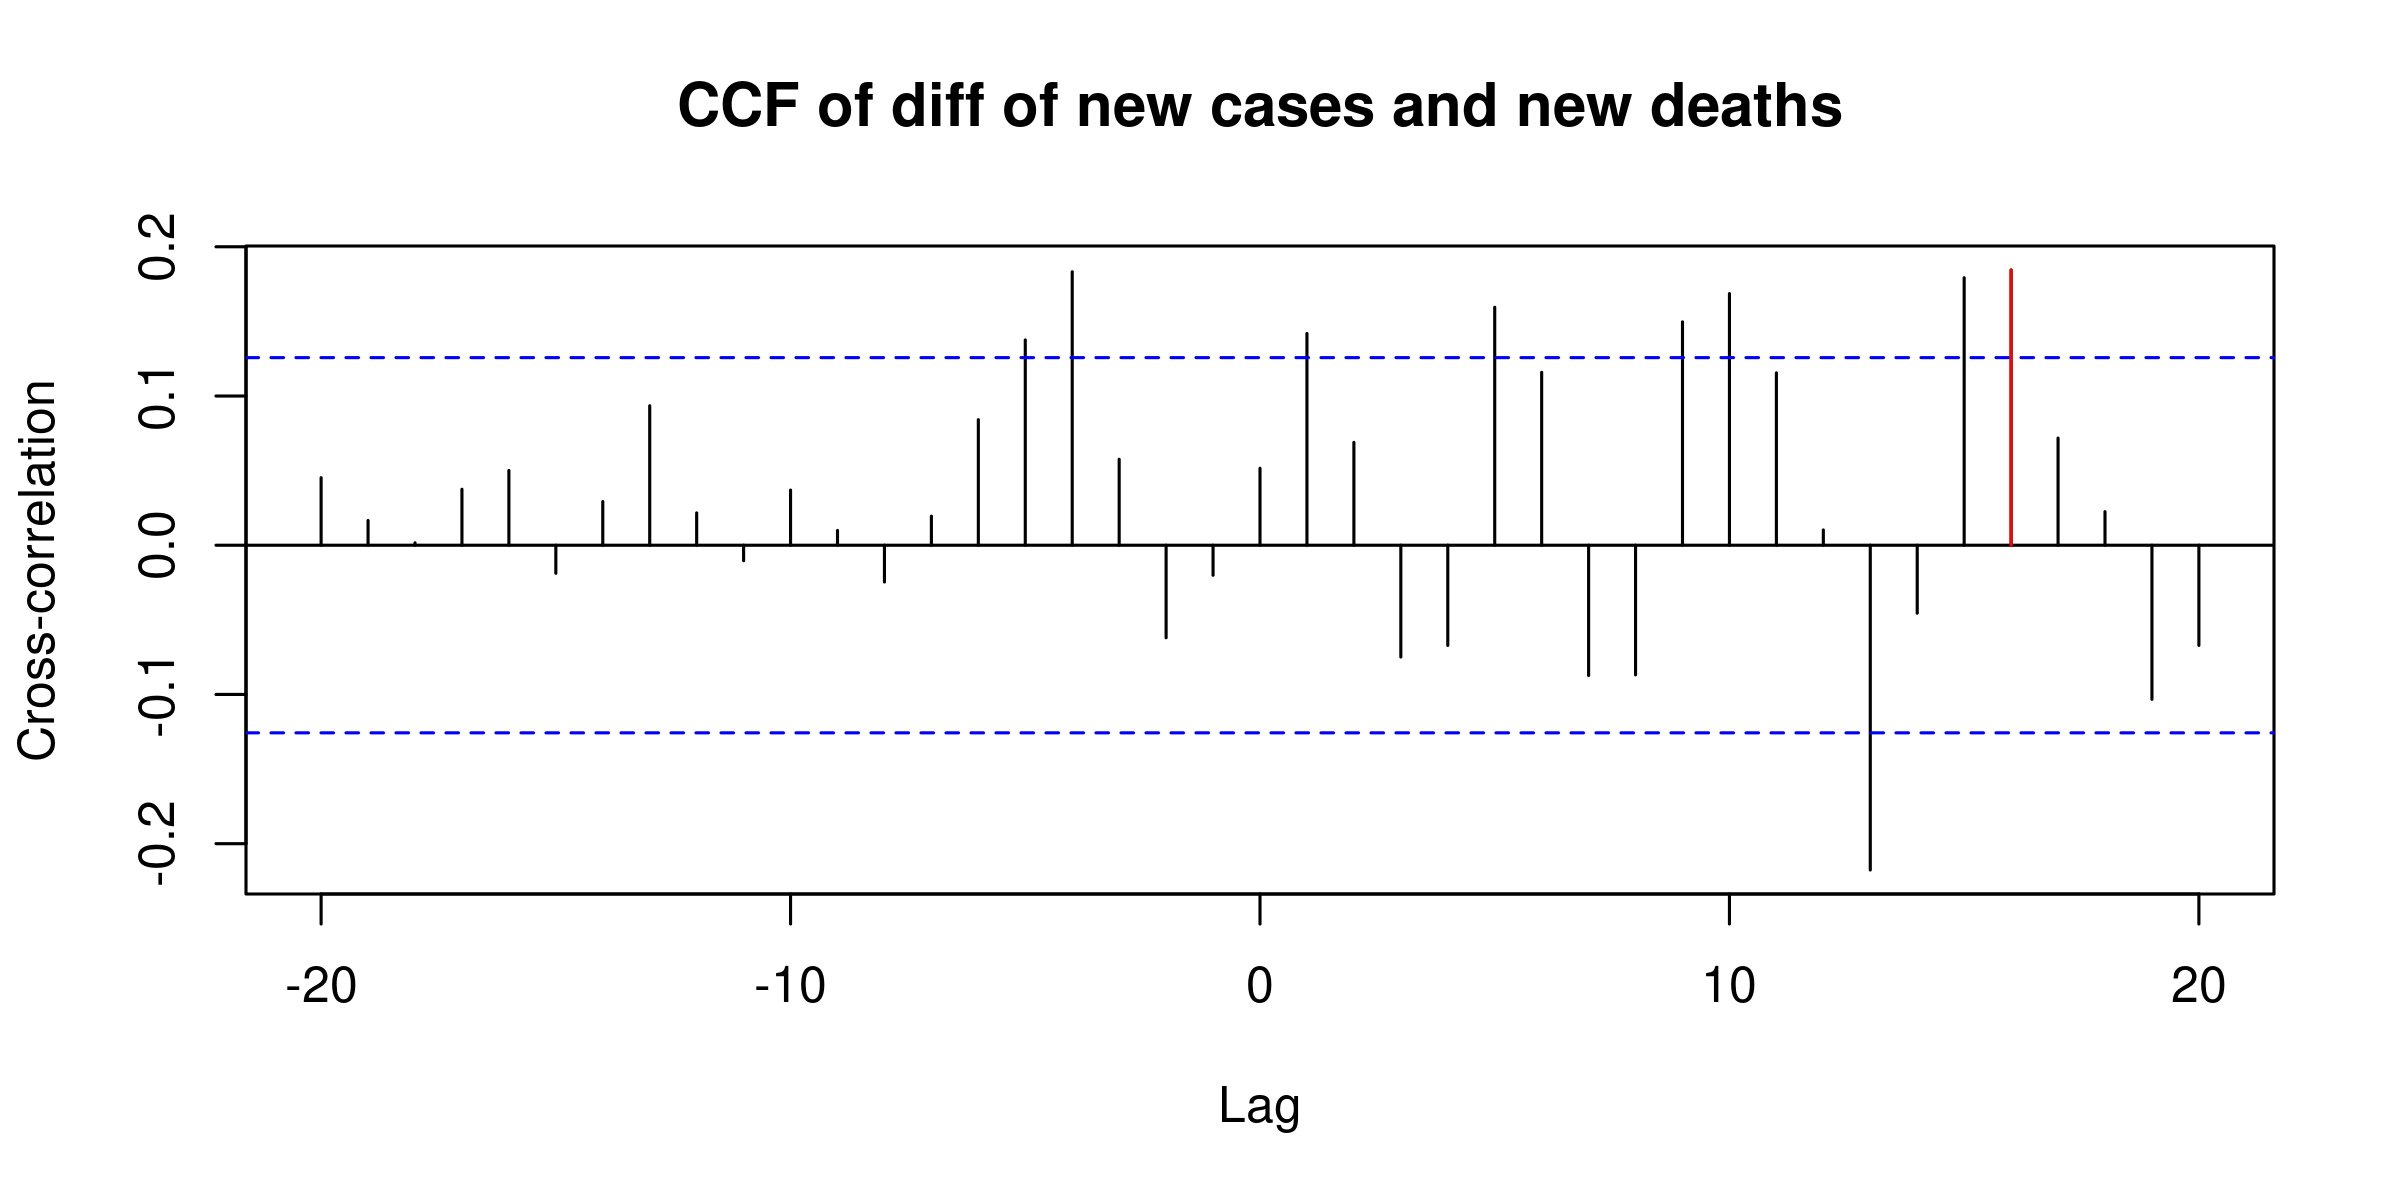 CCF of diff of new cases and new deaths
Cross-correlation
0.2
0.1
0.0
-0.1
-0.2
-20 -10 0 10 20
Lag